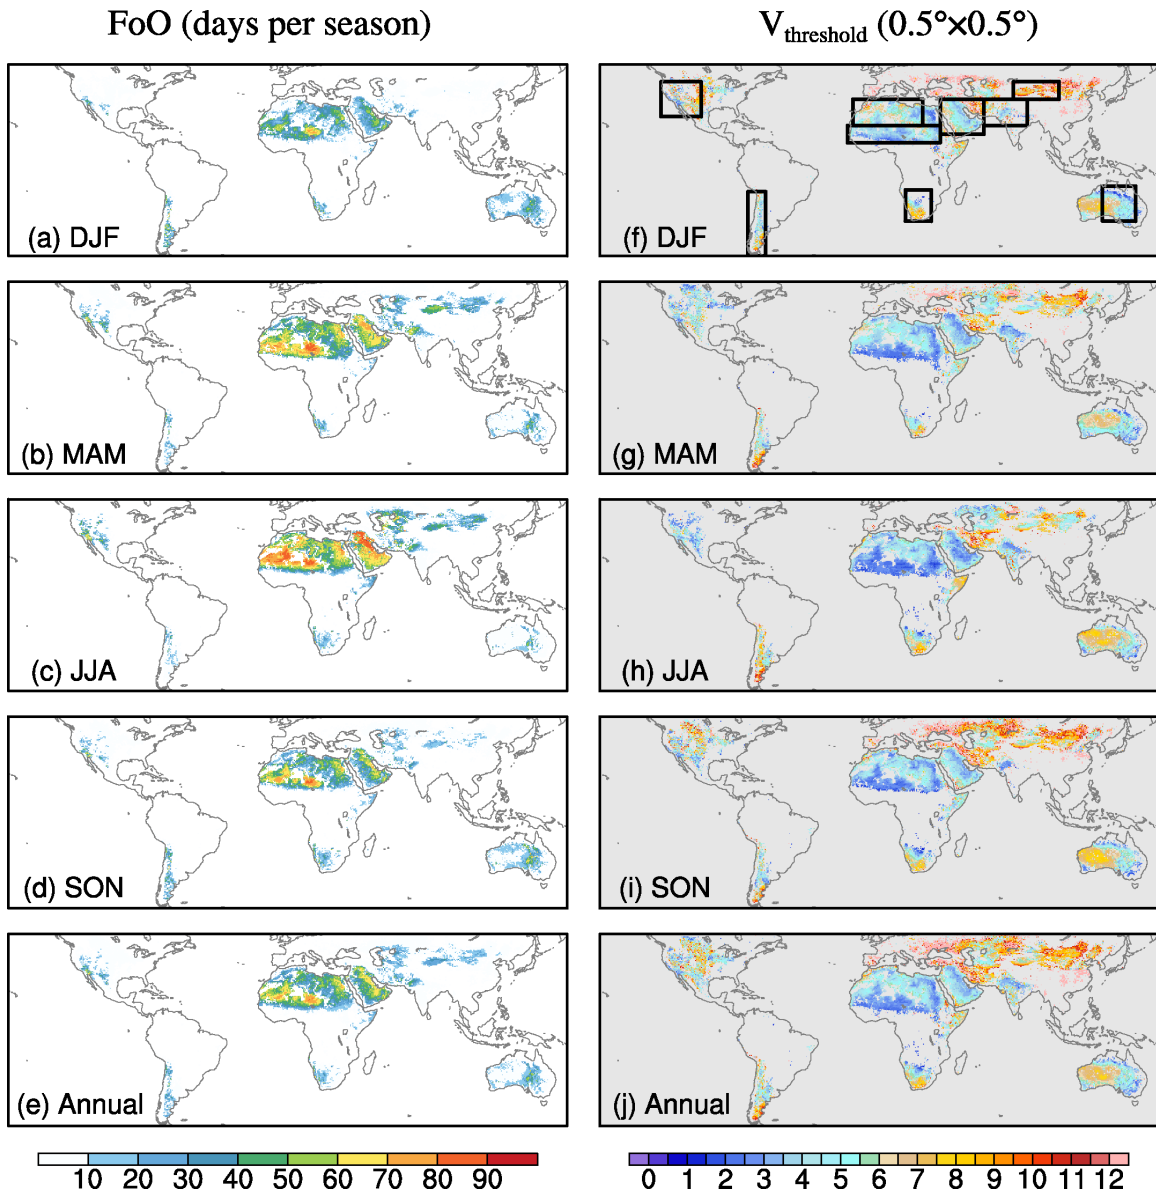 FoO (days per season)
V_threshold (0.5°×0.5°)
(a) DJF
(f) DJF
(b) MAM
(g) MAM
(c) JJA
(h) JJA
(d) SON
(i) SON
(e) Annual
(j) Annual
10 20 30 40 50 60 70 80 90
0 1 2 3 4 5 6 7 8 9 10 11 12